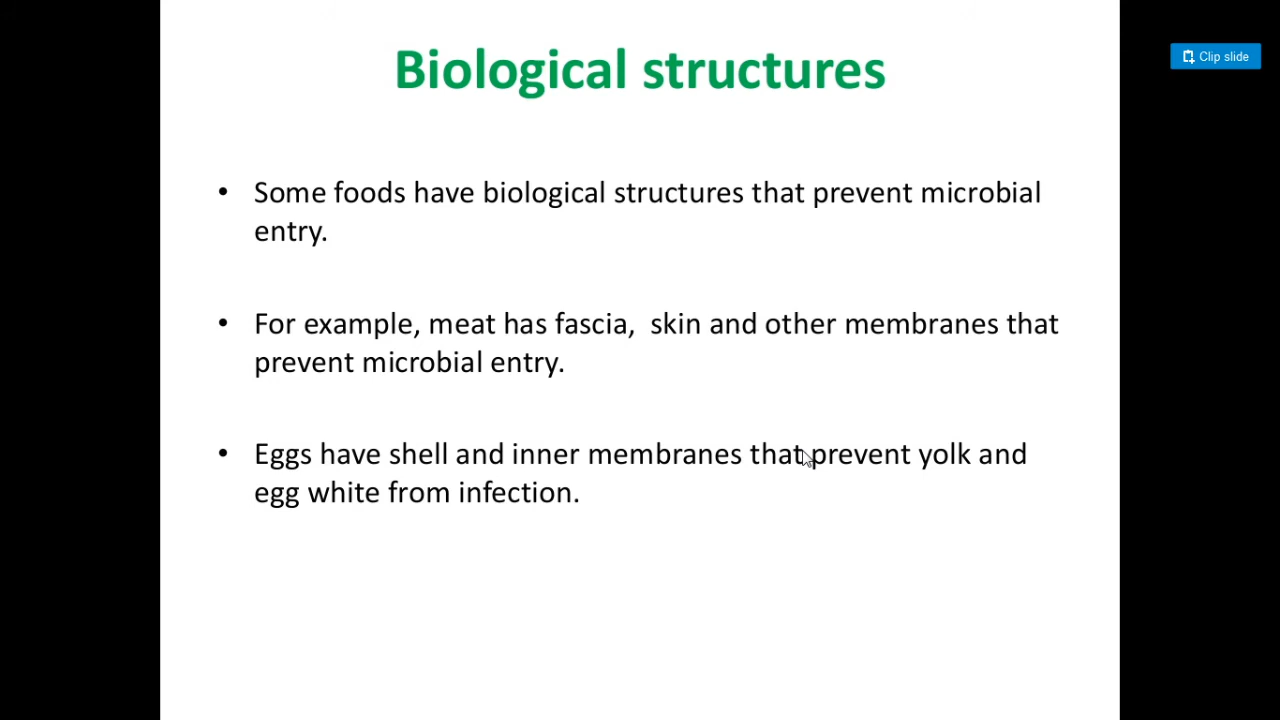 Biological structures
Clip slide
• Some foods have biological structures that prevent microbial
entry.
• For example, meat has fascia,  skin and other membranes that
prevent microbial entry.
• Eggs have shell and inner membranes that prevent yolk and
egg white from infection.